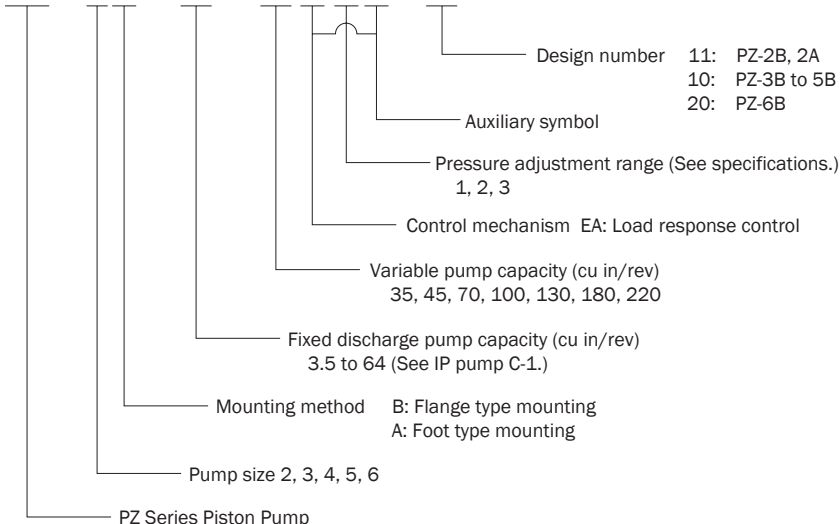 Design number 11: PZ-2B, 2A
10: PZ-3B to 5B
20: PZ-6B
Auxiliary symbol
Pressure adjustment range (See specifications.)
1, 2, 3
Control mechanism EA: Load response control
Variable pump capacity (cu in/rev)
35, 45, 70, 100, 130, 180, 220
Fixed discharge pump capacity (cu in/rev)
3.5 to 64 (See IP pump C-1.)
Mounting method B: Flange type mounting
A: Foot type mounting
Pump size 2, 3, 4, 5, 6
PZ Series Piston Pump